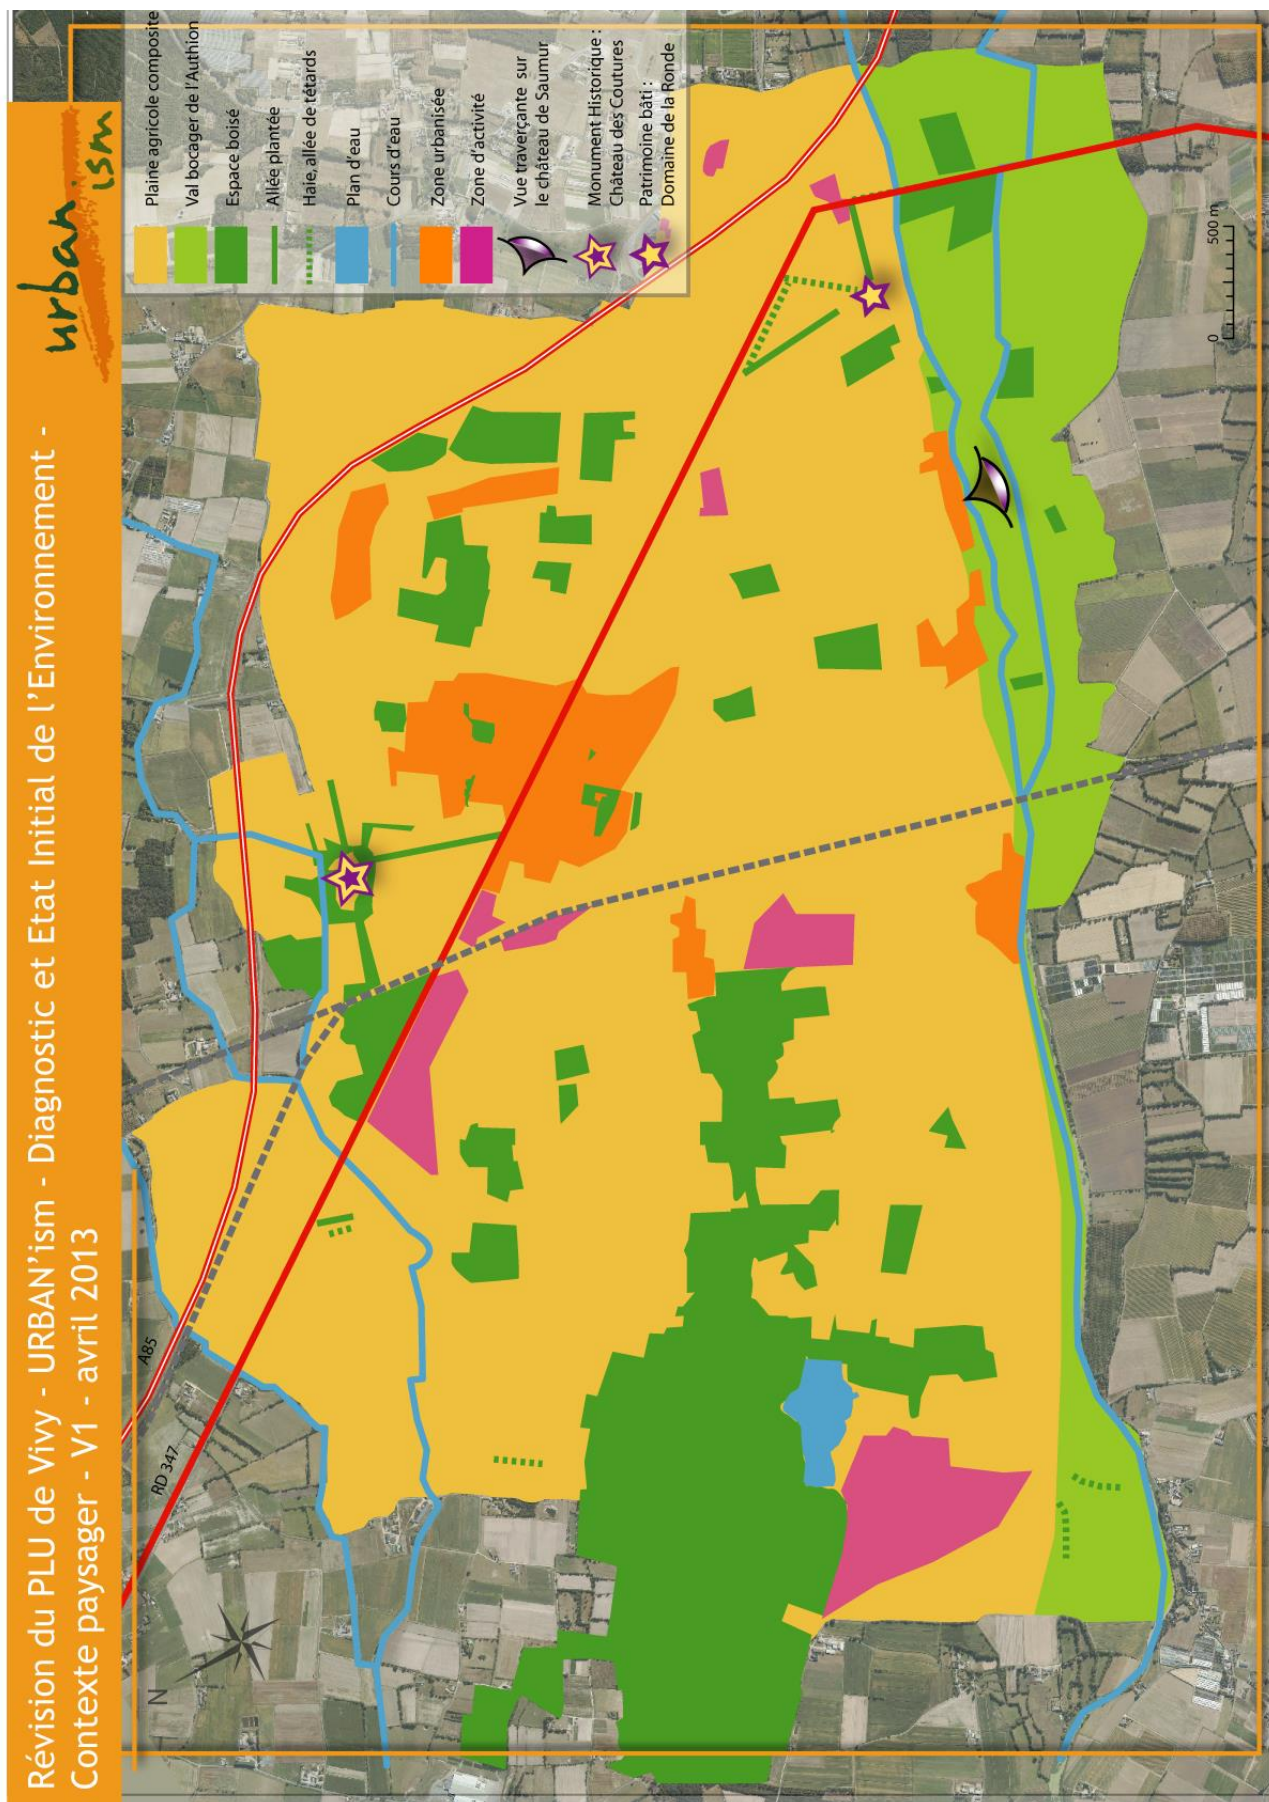 Révision du PLU de Vivy - URBAN'ism - Diagnostic et Etat Initial de l'Environnement -
Contexte paysager - V1 - avril 2013
urban'
ism
Plaine agricole composite
Val bocager de l'Authion
Espace boisé
Allée plantée
Haie, allée de têtards
Plan d'eau
Cours d'eau
Zone urbanisée
Zone d'activité
Vue traverçante sur
le château de Saumur
Monument Historique :
Château des Coutures
Patrimoine bâti :
Domaine de la Ronde
N
A85
RD 347
0 500 m